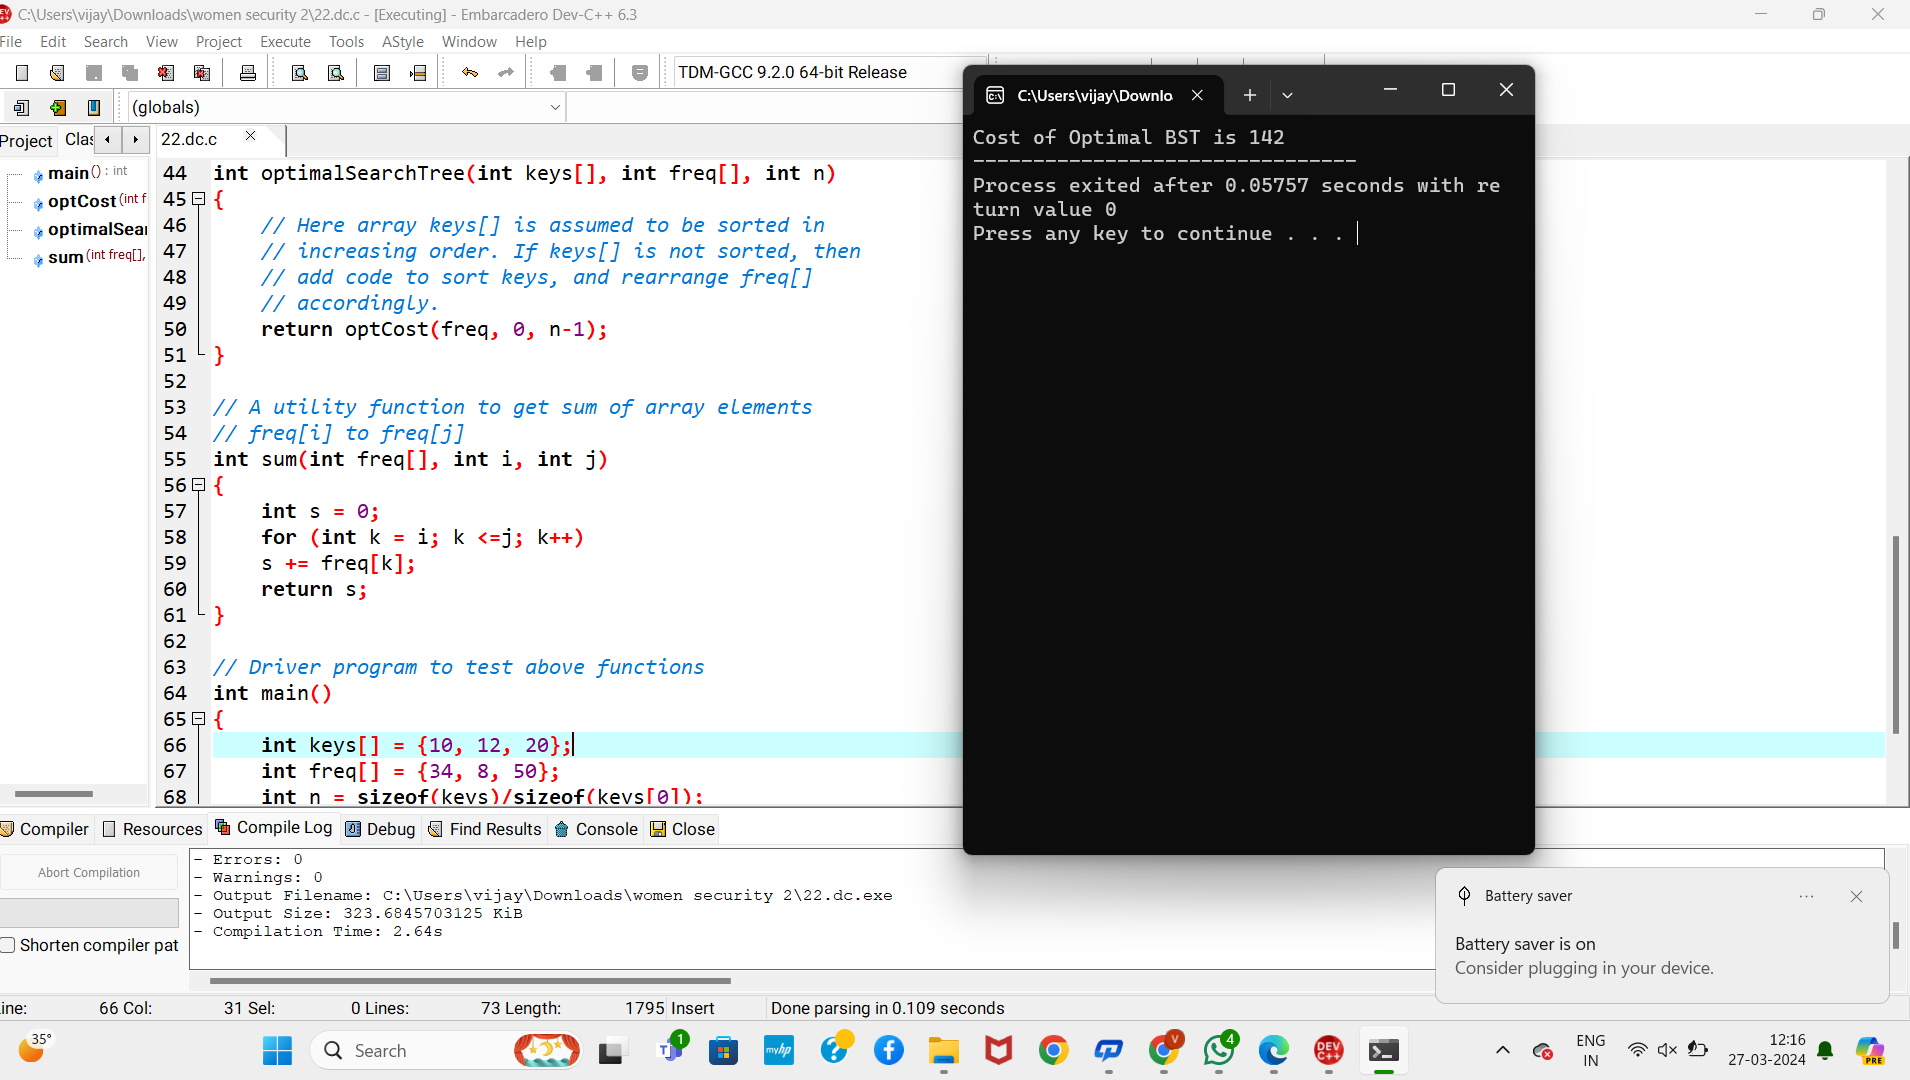 C:\Users\vijay\Downloads\women security 2\22.dc.c - [Executing] - Embarcadero Dev-C++ 6.3
File Edit Search View Project Execute Tools AStyle Window Help
TDM-GCC 9.2.0 64-bit Release
(globals)
Project Clas
22.dc.c
main() : int
optCost(int f
optimalSear
sum(int freq[],
44 int optimalSearchTree(int keys[], int freq[], int n)
45 {
46 // Here array keys[] is assumed to be sorted in
47 // increasing order. If keys[] is not sorted, then
48 // add code to sort keys, and rearrange freq[]
49 // accordingly.
50 return optCost(freq, 0, n-1);
51 }
52
53 // A utility function to get sum of array elements
54 // freq[i] to freq[j]
55 int sum(int freq[], int i, int j)
56 {
57 int s = 0;
58 for (int k = i; k <=j; k++)
59 s += freq[k];
60 return s;
61 }
62
63 // Driver program to test above functions
64 int main()
65 {
66 int keys[] = {10, 12, 20};
67 int freq[] = {34, 8, 50};
68 int n = sizeof(keys)/sizeof(keys[0]);
C:\Users\vijay\Downlo
Cost of Optimal BST is 142
--------------------------------
Process exited after 0.05757 seconds with re
turn value 0
Press any key to continue . . .
Compiler Resources Compile Log Debug Find Results Console Close
Abort Compilation
Shorten compiler pat
- Errors: 0
- Warnings: 0
- Output Filename: C:\Users\vijay\Downloads\women security 2\22.dc.exe
- Output Size: 323.6845703125 KiB
- Compilation Time: 2.64s
Battery saver
Battery saver is on
Consider plugging in your device.
ine: 66 Col: 31 Sel: 0 Lines: 73 Length: 1795 Insert Done parsing in 0.109 seconds
35°
Search
1
myhp
V
4
DEV
C++
ENG
IN
12:16
27-03-2024
PRE